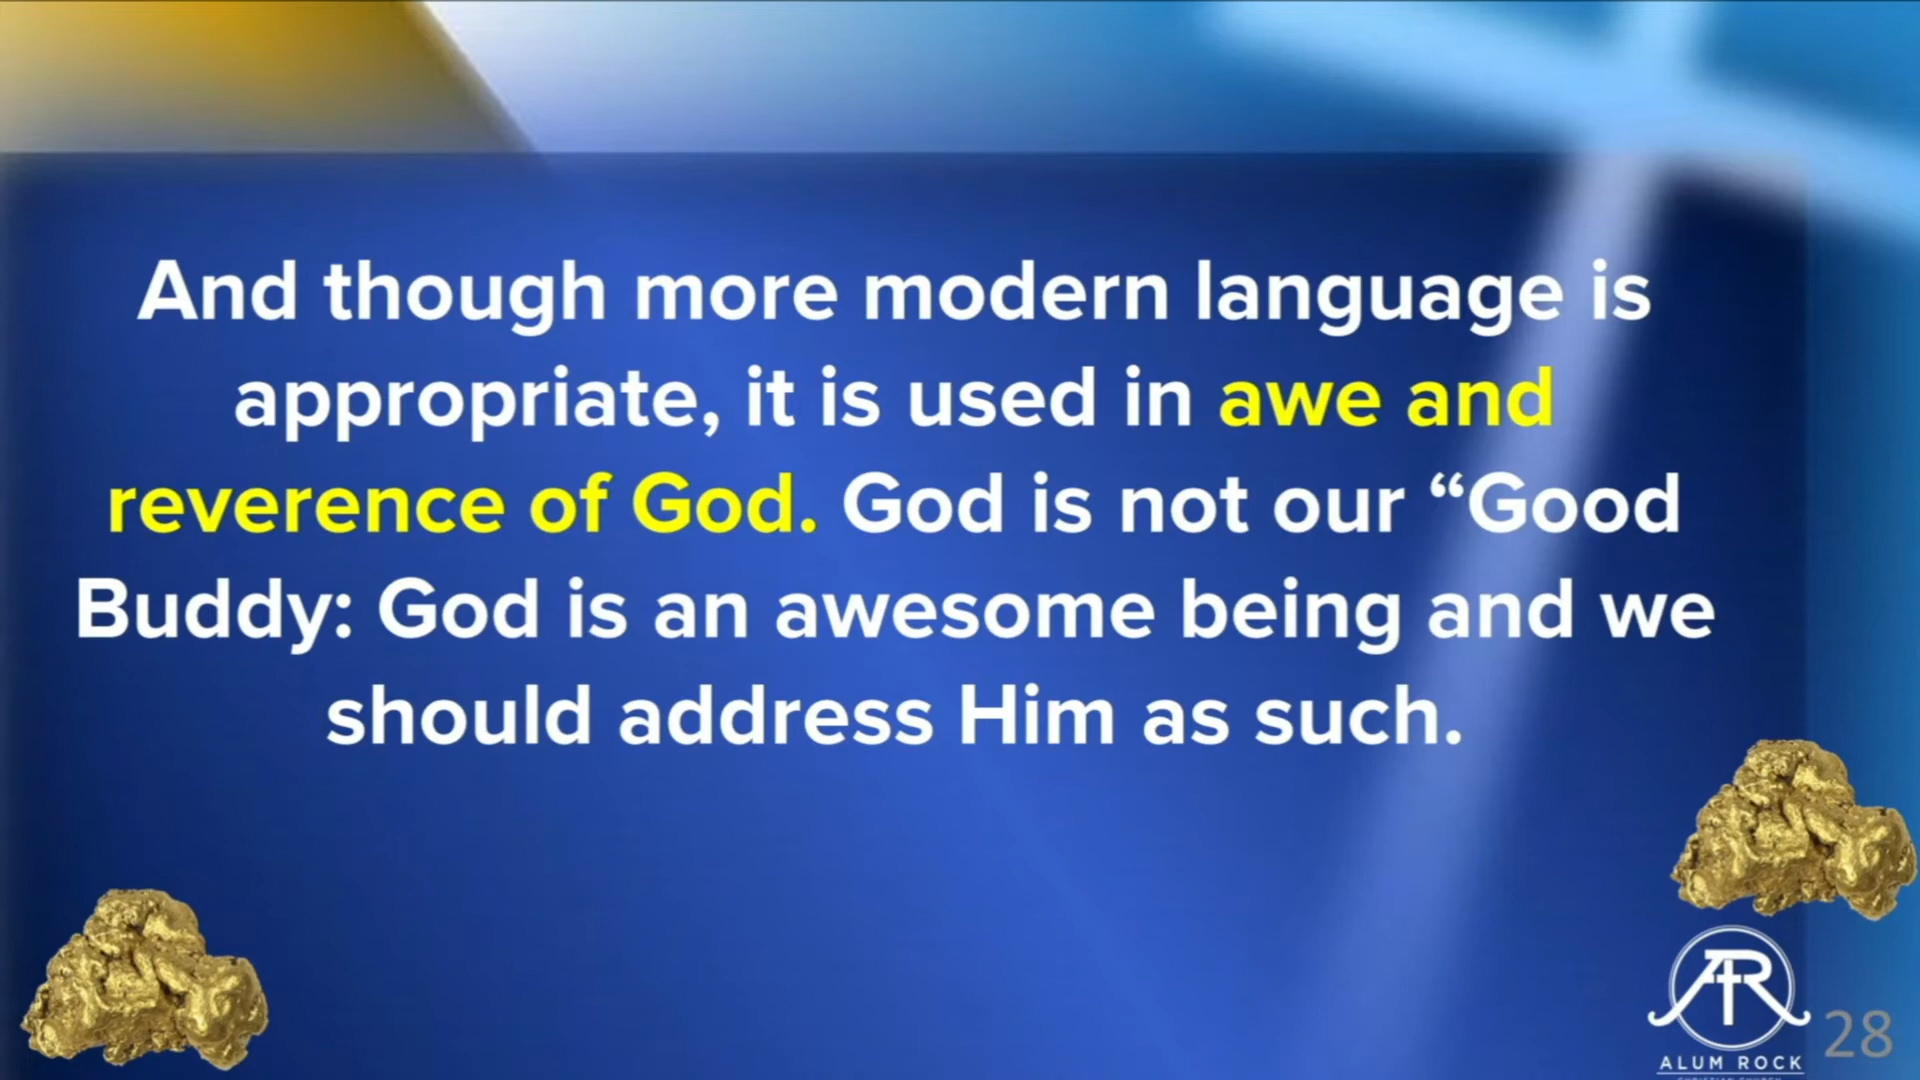 And though more modern language is
appropriate, it is used in awe and
reverence of God. God is not our “Good
Buddy: God is an awesome being and we
should address Him as such.
ALUM ROCK
28